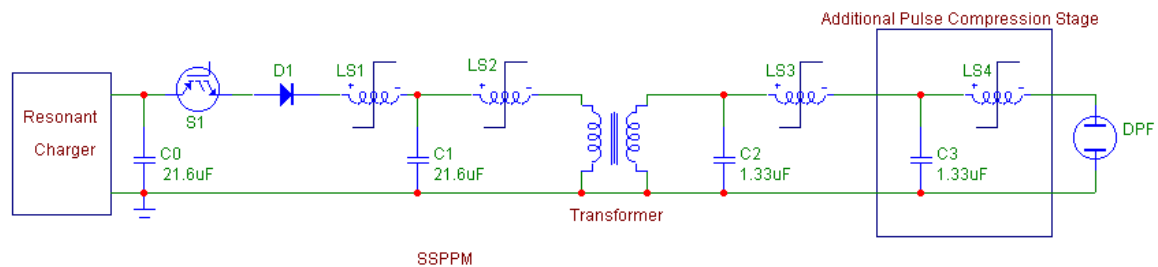 Additional Pulse Compression Stage
LS1
LS2
LS3
LS4
D1
S1
Resonant
Charger
C0
21.6uF
C1
21.6uF
C2
1.33uF
C3
1.33uF
DPF
Transformer
SSPPM